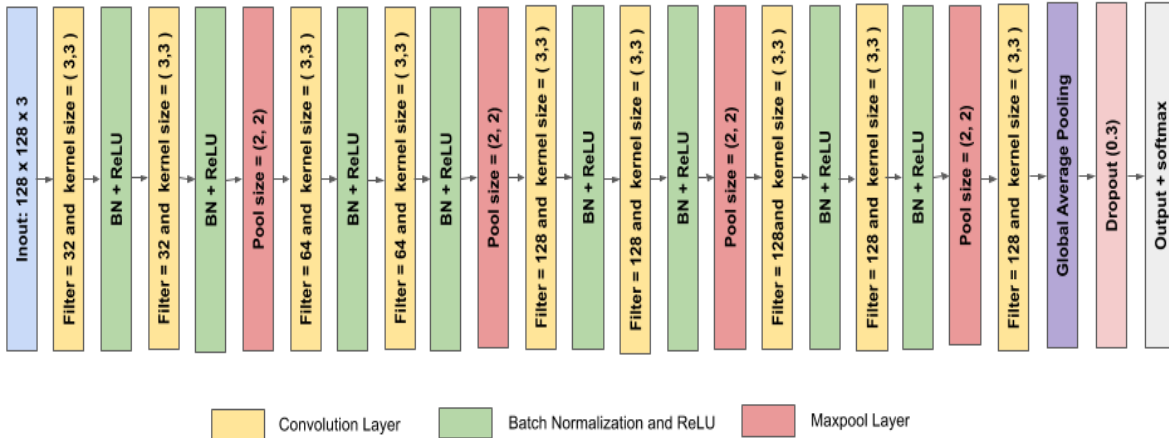 Inout: 128 x 128 x 3
Filter = 32 and kernel size = ( 3,3 )
BN + ReLU
Filter = 32 and kernel size = ( 3,3 )
BN + ReLU
Pool size = (2, 2)
Filter = 64 and kernel size = ( 3,3 )
BN + ReLU
Filter = 64 and kernel size = ( 3,3 )
BN + ReLU
Pool size = (2, 2)
Filter = 128 and kernel size = ( 3,3 )
BN + ReLU
Filter = 128 and kernel size = ( 3,3 )
BN + ReLU
Pool size = (2, 2)
Filter = 128and kernel size = ( 3,3 )
BN + ReLU
Filter = 128 and kernel size = ( 3,3 )
BN + ReLU
Pool size = (2, 2)
Filter = 128 and kernel size = ( 3,3 )
Global Average Pooling
Dropout (0.3)
Output + softmax
Convolution Layer
Batch Normalization and ReLU
Maxpool Layer